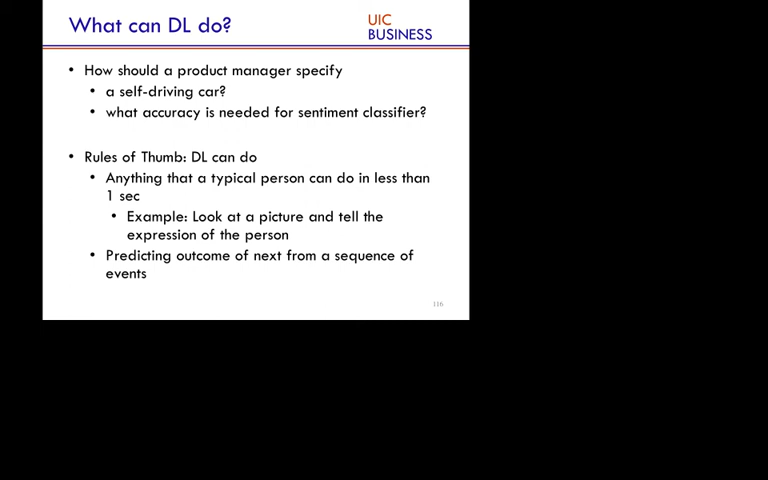 What can DL do?
UIC
BUSINESS
• How should a product manager specify
• a self-driving car?
• what accuracy is needed for sentiment classifier?
• Rules of Thumb: DL can do
• Anything that a typical person can do in less than
1 sec
• Example: Look at a picture and tell the
expression of the person
• Predicting outcome of next from a sequence of
events
116